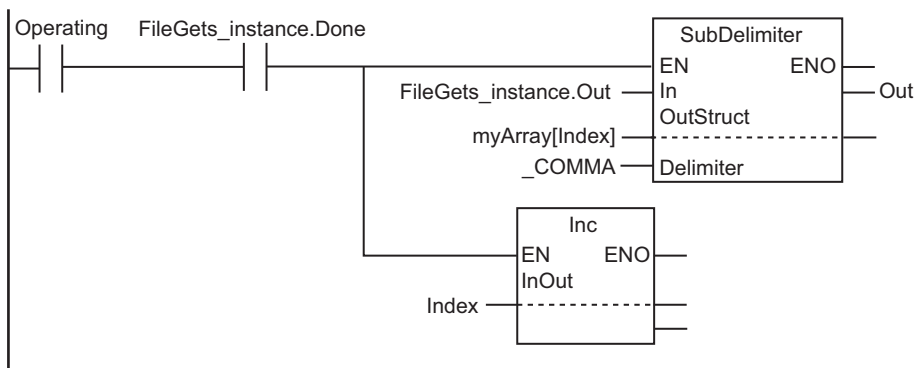 Operating FileGets_instance.Done
SubDelimiter
EN ENO
FileGets_instance.Out In Out
OutStruct
myArray[Index]
_COMMA Delimiter
Inc
EN ENO
InOut
Index